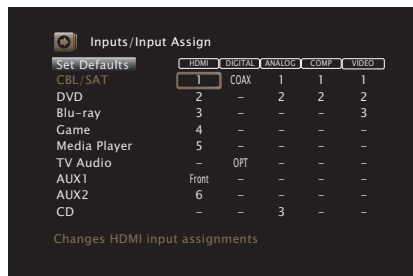 Inputs/Input Assign
Set Defaults HDMI DIGITAL ANALOG COMP VIDEO
CBL/SAT 1 COAX 1 1 1
DVD 2 – 2 2 2
Blu-ray 3 – – – 3
Game 4 – – – –
Media Player 5 – – – –
TV Audio – OPT – – –
AUX1 Front – – – –
AUX2 6 – – – –
CD – – 3 – –
Changes HDMI input assignments